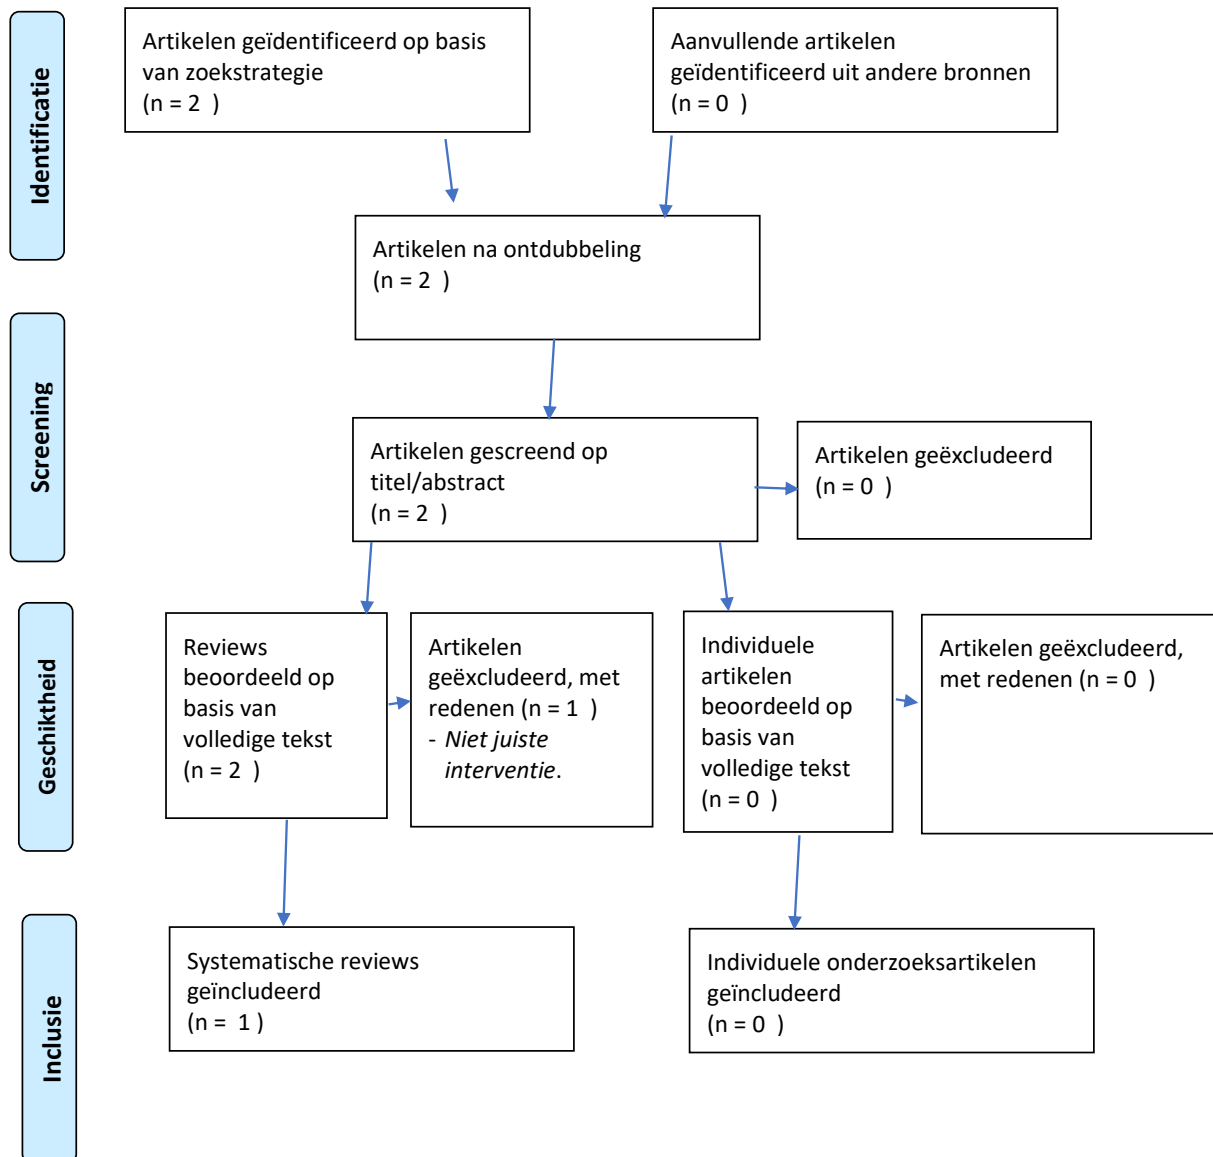 Identificatie
Artikelen geïdentificeerd op basis
van zoekstrategie
(n = 2  )
Aanvullende artikelen
geïdentificeerd uit andere bronnen
(n = 0  )
Artikelen na ontdubbeling
(n = 2  )
Screening
Artikelen gescreend op
titel/abstract
(n = 2  )
Artikelen geëxcludeerd
(n = 0  )
Geschiktheid
Reviews
beoordeeld op
basis van
volledige tekst
(n = 2  )
Artikelen
geëxcludeerd, met
redenen (n = 1  )
- Niet juiste
interventie.
Individuele
artikelen
beoordeeld op
basis van
volledige tekst
(n = 0  )
Artikelen geëxcludeerd,
met redenen (n = 0  )
Inclusie
Systematische reviews
geïncludeerd
(n =  1 )
Individuele onderzoeksartikelen
geïncludeerd
(n = 0  )